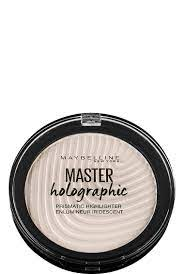 MAYBELLINE
NEW YORK
MASTER
holographic
PRISMATIC HIGHLIGHTER
ENLUMINEUR IRIDESCENT